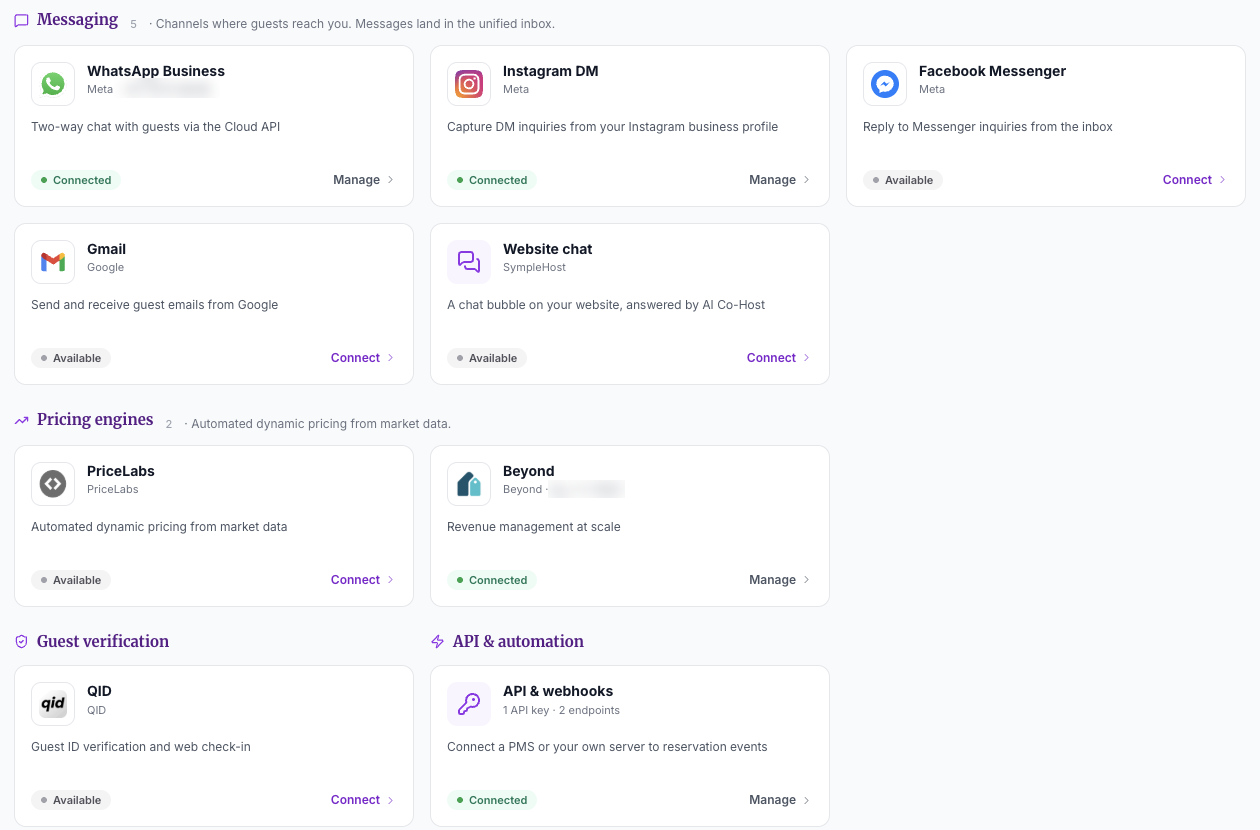 Messaging 5 · Channels where guests reach you. Messages land in the unified inbox.
WhatsApp Business
Meta
Two-way chat with guests via the Cloud API
Connected
Manage
Instagram DM
Meta
Capture DM inquiries from your Instagram business profile
Connected
Manage
Facebook Messenger
Meta
Reply to Messenger inquiries from the inbox
Available
Connect
Gmail
Google
Send and receive guest emails from Google
Available
Connect
Website chat
SympleHost
A chat bubble on your website, answered by AI Co-Host
Available
Connect
Pricing engines 2 · Automated dynamic pricing from market data.
PriceLabs
PriceLabs
Automated dynamic pricing from market data
Available
Connect
Beyond
Beyond ·
Revenue management at scale
Connected
Manage
Guest verification
qid
QID
QID
Guest ID verification and web check-in
Available
Connect
API & automation
API & webhooks
1 API key · 2 endpoints
Connect a PMS or your own server to reservation events
Connected
Manage